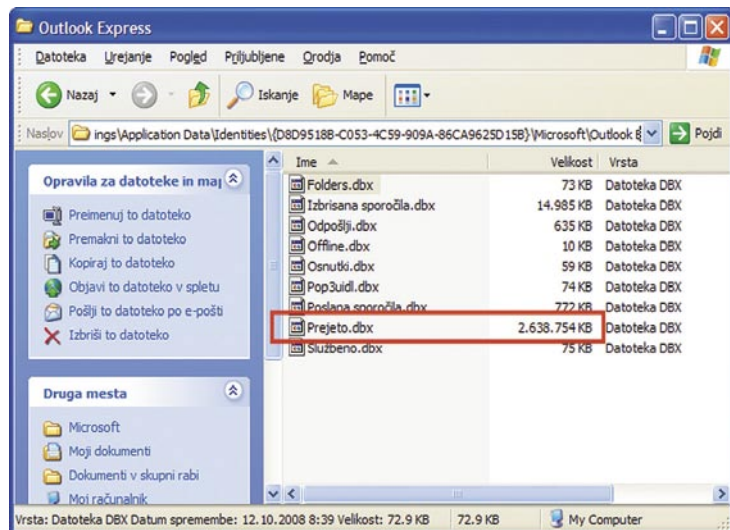 Outlook Express
Datoteka Urejanje Pogled Priljubljene Orodja Pomoč
Nazaj Iskanje Mape
Naslov ings\Application Data\Identities\{D8D9518B-C053-4C59-909A-86CA9625D15B}\Microsoft\Outlook E Pojdi
Opravila za datoteke in maj
Preimenuj to datoteko
Premakni to datoteko
Kopiraj to datoteko
Objavi to datoteko v spletu
Pošlji to datoteko po e-pošti
Izbriši to datoteko
Druga mesta
Microsoft
Moji dokumenti
Dokumenti v skupni rabi
Moj računalnik
Ime Velikost Vrsta
Folders.dbx 73 KB Datoteka DBX
Izbrisana sporočila.dbx 14.985 KB Datoteka DBX
Odpošlji.dbx 635 KB Datoteka DBX
Offline.dbx 10 KB Datoteka DBX
Osnutki.dbx 59 KB Datoteka DBX
Pop3uidl.dbx 74 KB Datoteka DBX
Poslana sporočila.dbx 772 KB Datoteka DBX
Prejeto.dbx 2.638.754 KB Datoteka DBX
Službeno.dbx 75 KB Datoteka DBX
Vrsta: Datoteka DBX Datum spremembe: 12.10.2008 8:39 Velikost: 72.9 KB 72.9 KB My Computer